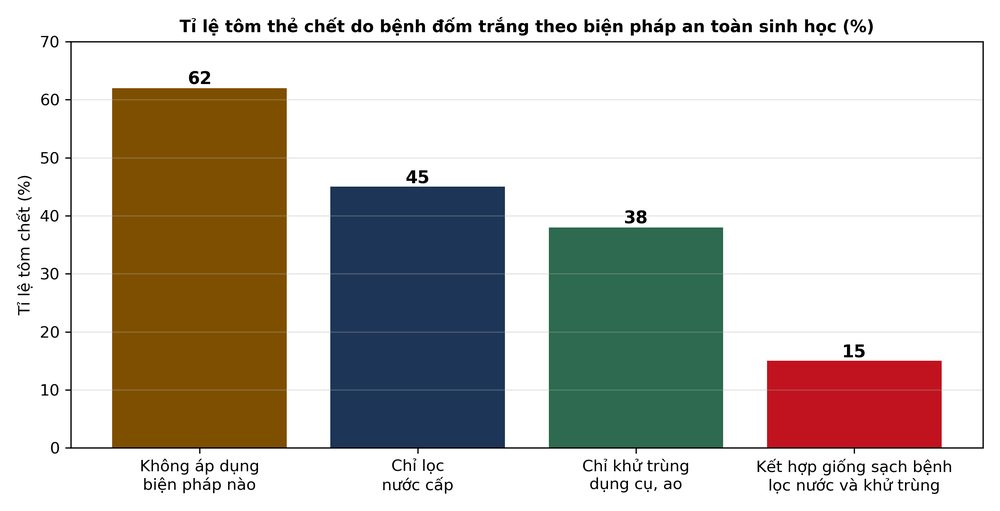 Tỉ lệ tôm thẻ chết do bệnh đốm trắng theo biện pháp an toàn sinh học (%)
Tỉ lệ tôm chết (%)
70
60
50
40
30
20
10
0
62
45
38
15
Không áp dụng
biện pháp nào
Chỉ lọc
nước cấp
Chỉ khử trùng
dụng cụ, ao
Kết hợp giống sạch bệnh
lọc nước và khử trùng